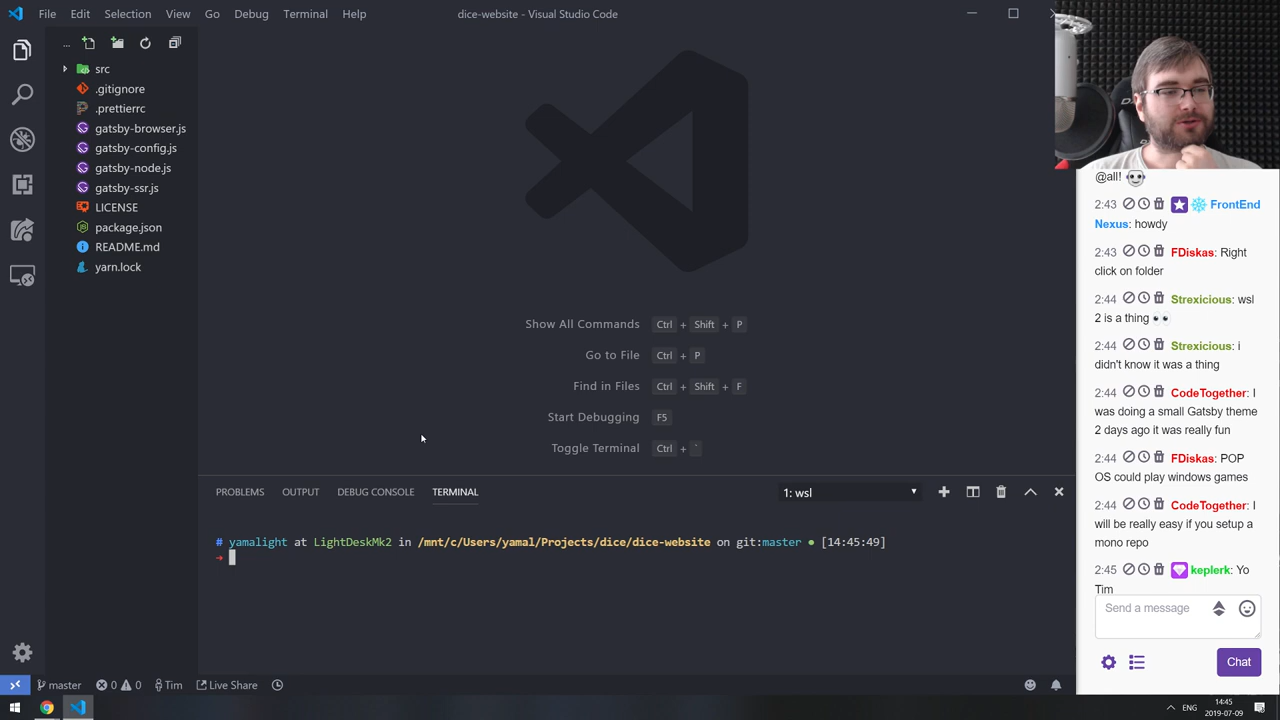 File Edit Selection View Go Debug Terminal Help
dice-website - Visual Studio Code
...
src
.gitignore
.prettierrc
gatsby-browser.js
gatsby-config.js
gatsby-node.js
gatsby-ssr.js
LICENSE
package.json
README.md
yarn.lock
Show All Commands Ctrl + Shift + P
Go to File Ctrl + P
Find in Files Ctrl + Shift + F
Start Debugging F5
Toggle Terminal Ctrl + `
PROBLEMS OUTPUT DEBUG CONSOLE TERMINAL
1: wsl
# yamalight at LightDeskMk2 in /mnt/c/Users/yamal/Projects/dice/dice-website on git:master ● [14:45:49]
→
master 0 0 Tim Live Share
@all!
2:43 FrontEnd
Nexus: howdy
2:43 FDiskas: Right
click on folder
2:44 Strexicious: wsl
2 is a thing 👀
2:44 Strexicious: i
didn't know it was a thing
2:44 CodeTogether: I
was doing a small Gatsby theme
2 days ago it was really fun
2:44 FDiskas: POP
OS could play windows games
2:44 CodeTogether: I
will be really easy if you setup a
mono repo
2:45 keplerk: Yo
Tim
Send a message
Chat
ENG
14:45
2019-07-09